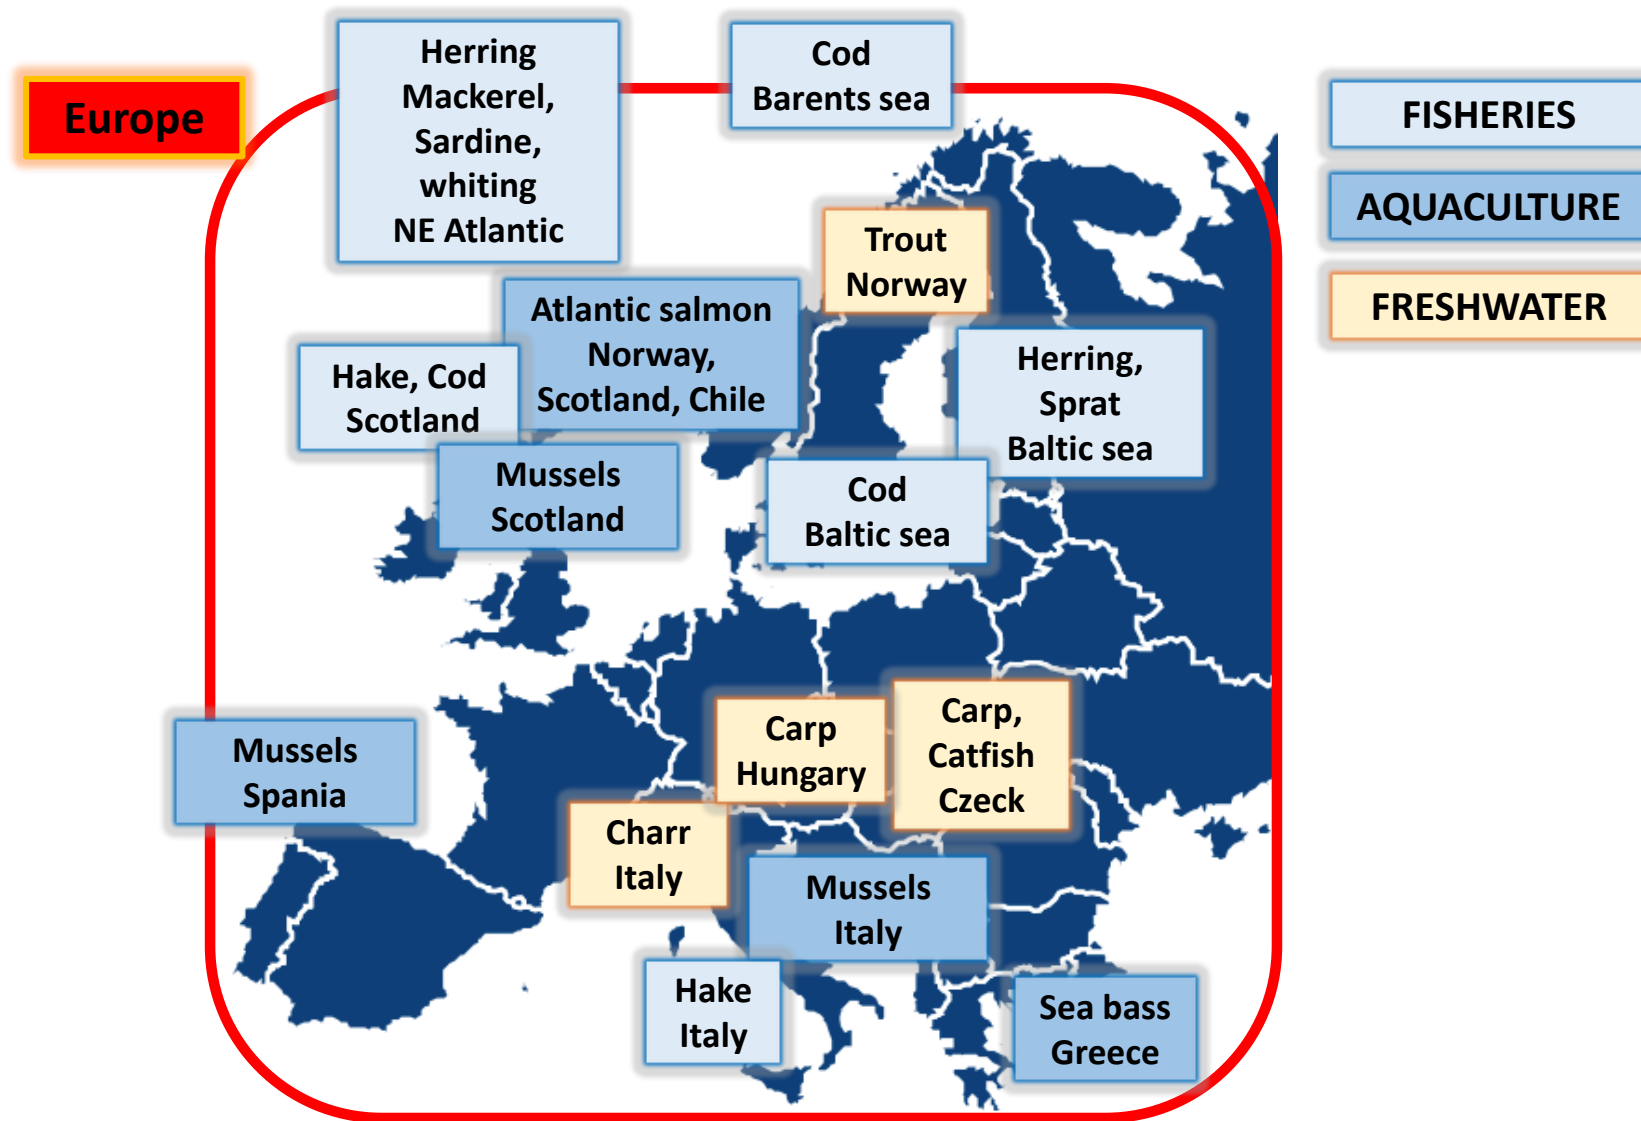 Europe
Herring
Mackerel,
Sardine,
whiting
NE Atlantic
Cod
Barents sea
FISHERIES
AQUACULTURE
FRESHWATER
Trout
Norway
Atlantic salmon
Norway,
Scotland, Chile
Hake, Cod
Scotland
Herring,
Sprat
Baltic sea
Mussels
Scotland
Cod
Baltic sea
Mussels
Spania
Carp
Hungary
Carp,
Catfish
Czeck
Charr
Italy
Mussels
Italy
Hake
Italy
Sea bass
Greece